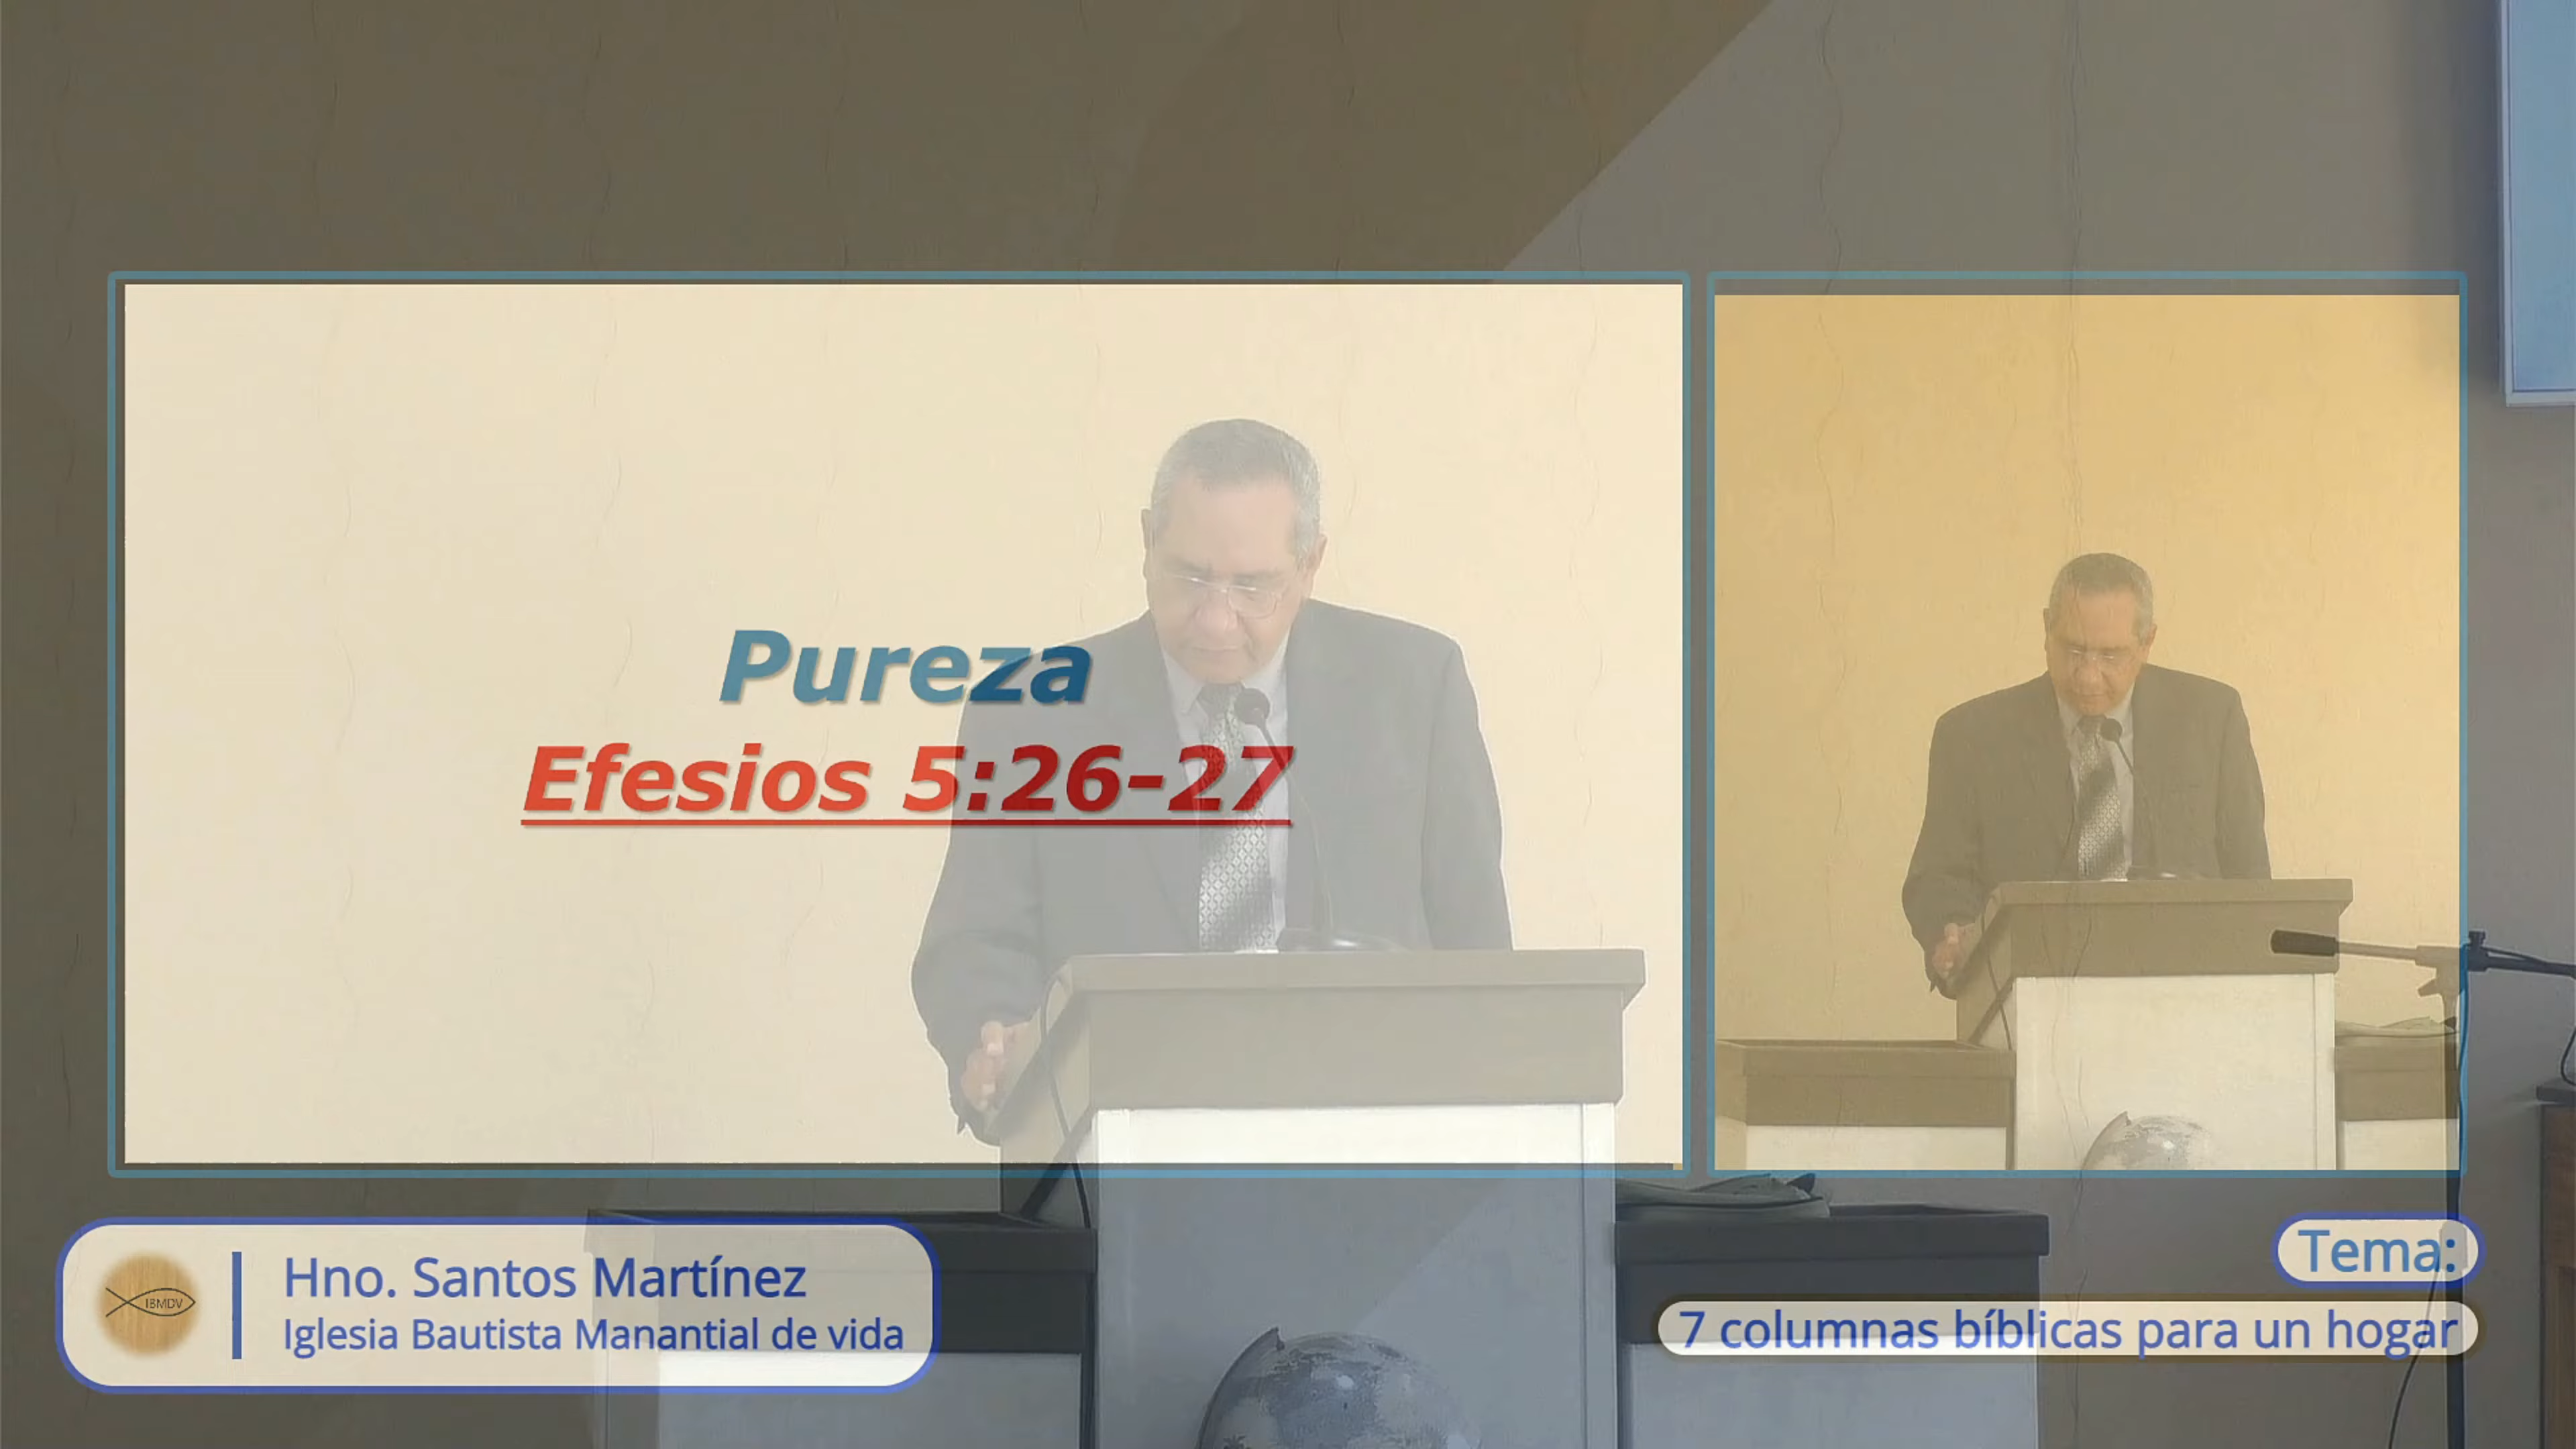 Pureza
Efesios 5:26-27
IBMDV
Hno. Santos Martínez
Iglesia Bautista Manantial de vida
Tema:
7 columnas bíblicas para un hogar